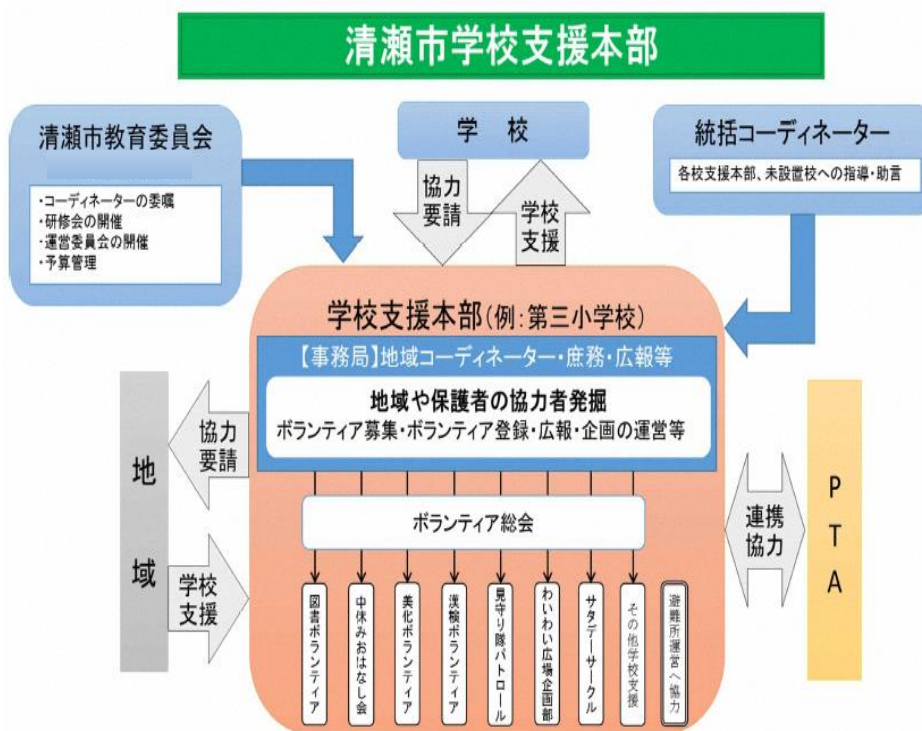 清瀬市学校支援本部
清瀬市教育委員会
・コーディネーターの委嘱
・研修会の開催
・運営委員会の開催
・予算管理
学　校
協力
要請
学校
支援
統括コーディネーター
各校支援本部、未設置校への指導・助言
学校支援本部(例:第三小学校)
【事務局】地域コーディネーター・庶務・広報等
地域や保護者の協力者発掘
ボランティア募集・ボランティア登録・広報・企画の運営等
地域
協力
要請
学校
支援
ボランティア総会
図書ボランティア
中休みおはなし会
美化ボランティア
漢検ボランティア
見守り隊パトロール
わいわい広場企画部
サタデーサークル
その他学校支援
避難所運営へ協力
連携
協力
PTA